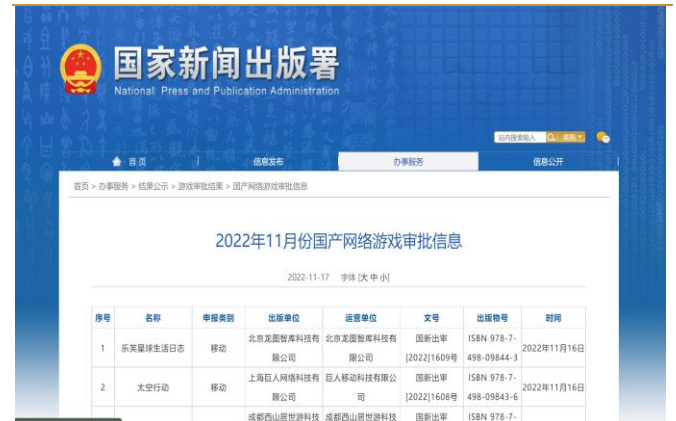 国家新闻出版署
National Press and Publication Administration
站内搜索输入 类别
首页 | 信息发布 | 办事服务 信息公开 |
首页 > 办事服务 > 结果公示 > 游戏审批结果 > 国产网络游戏审批信息
2022年11月份国产网络游戏审批信息
2022-11-17 字体 |大 中 小|
序号 名称 申报类别 出版单位 运营单位 文号 出版物号 时间
北京龙图智库科技有 北京龙图智库科技有 国新出审 ISBN 978-7-
1 乐芙星球生活日志 移动 2022年11月16日
限公司 限公司 [2022]1609号 498-09844-3
上海巨人网络科技有 巨人移动科技有限公 国新出审 ISBN 978-7-
2 太空行动 移动 2022年11月16日
限公司 司 [2022]1608号 498-09843-6
成都西山居世游科技 成都西山居世游科技 国新出审 ISBN 978-7-